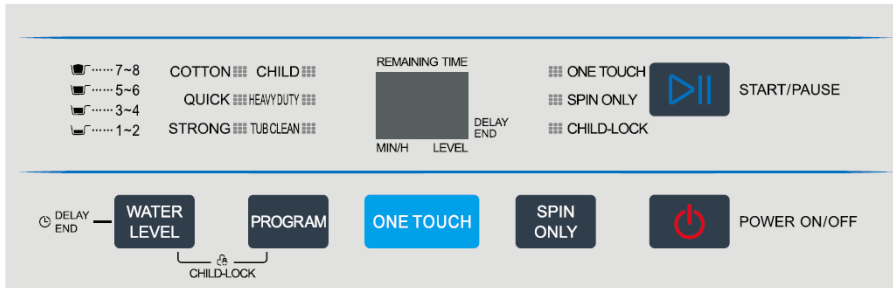 7~8
5~6
3~4
1~2
COTTON CHILD
QUICK HEAVY DUTY
STRONG TUB CLEAN
REMAINING TIME
DELAY
END
MIN/H LEVEL
ONE TOUCH
SPIN ONLY
CHILD-LOCK
START/PAUSE
DELAY
END
WATER
LEVEL
PROGRAM
CHILD-LOCK
ONE TOUCH
SPIN
ONLY
POWER ON/OFF